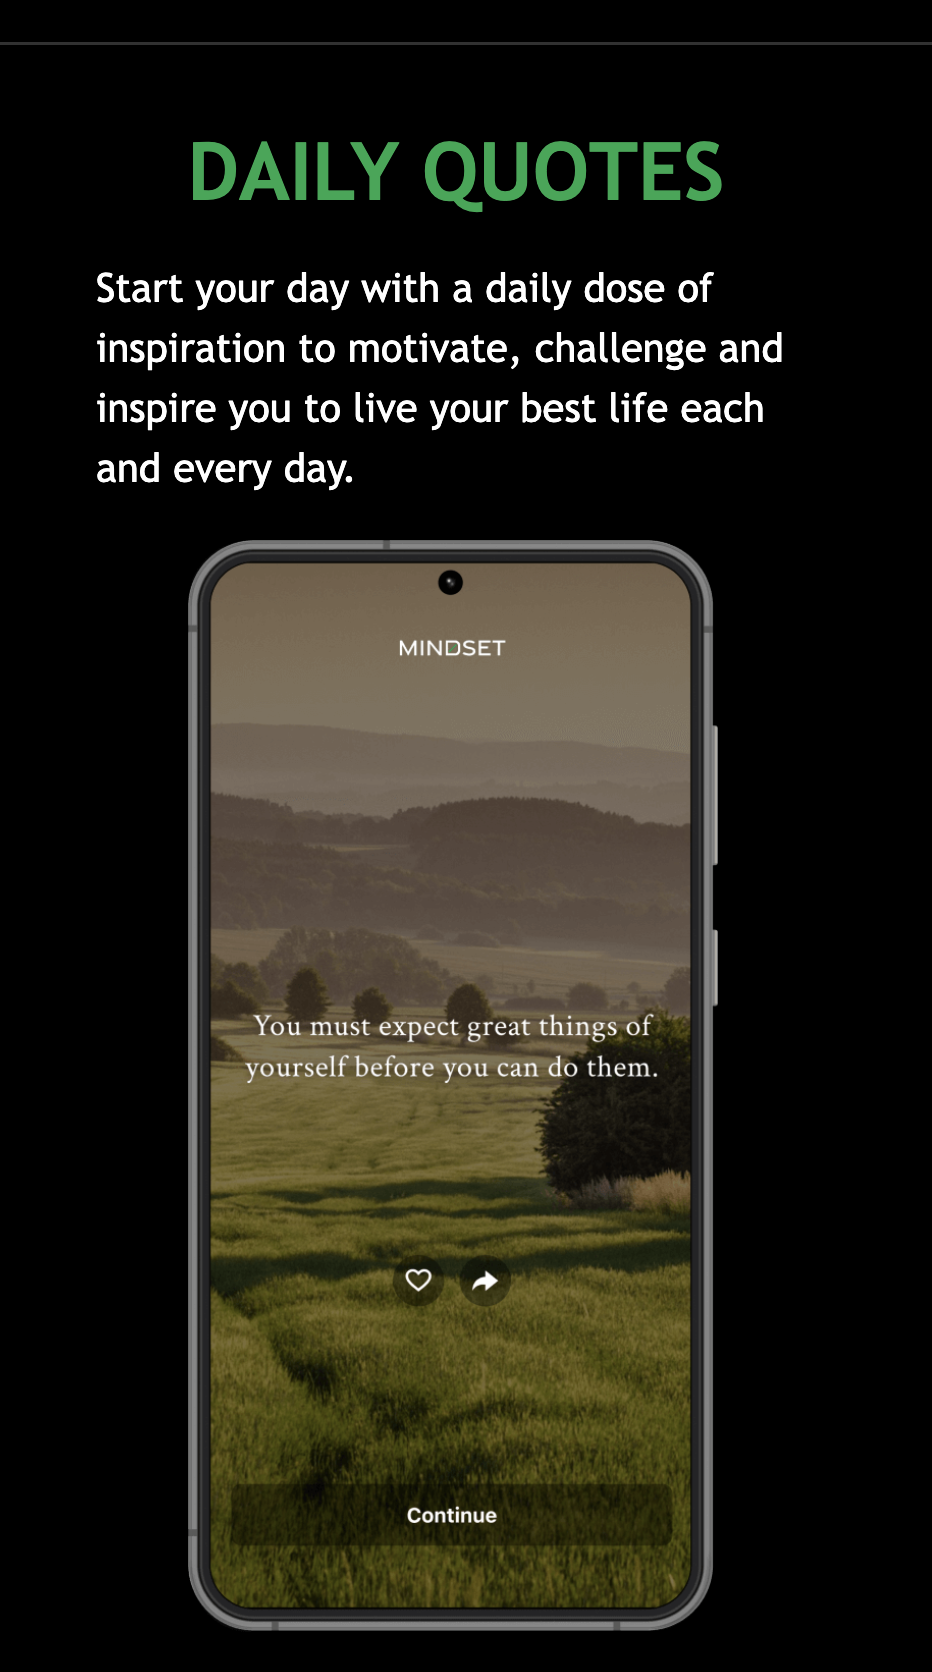 DAILY QUOTES
Start your day with a daily dose of
inspiration to motivate, challenge and
inspire you to live your best life each
and every day.
MINDSET
You must expect great things of
yourself before you can do them.
Continue